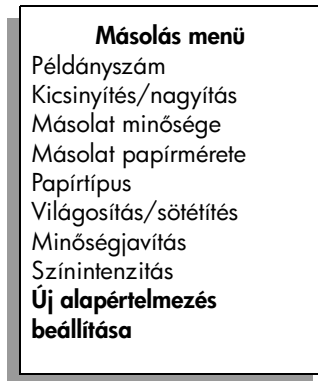 Másolás menü
Példányszám
Kicsinyítés/nagyítás
Másolat minősége
Másolat papírmérete
Papírtípus
Világosítás/sötétítés
Minőségjavítás
Színintenzitás
Új alapértelmezés
beállítása